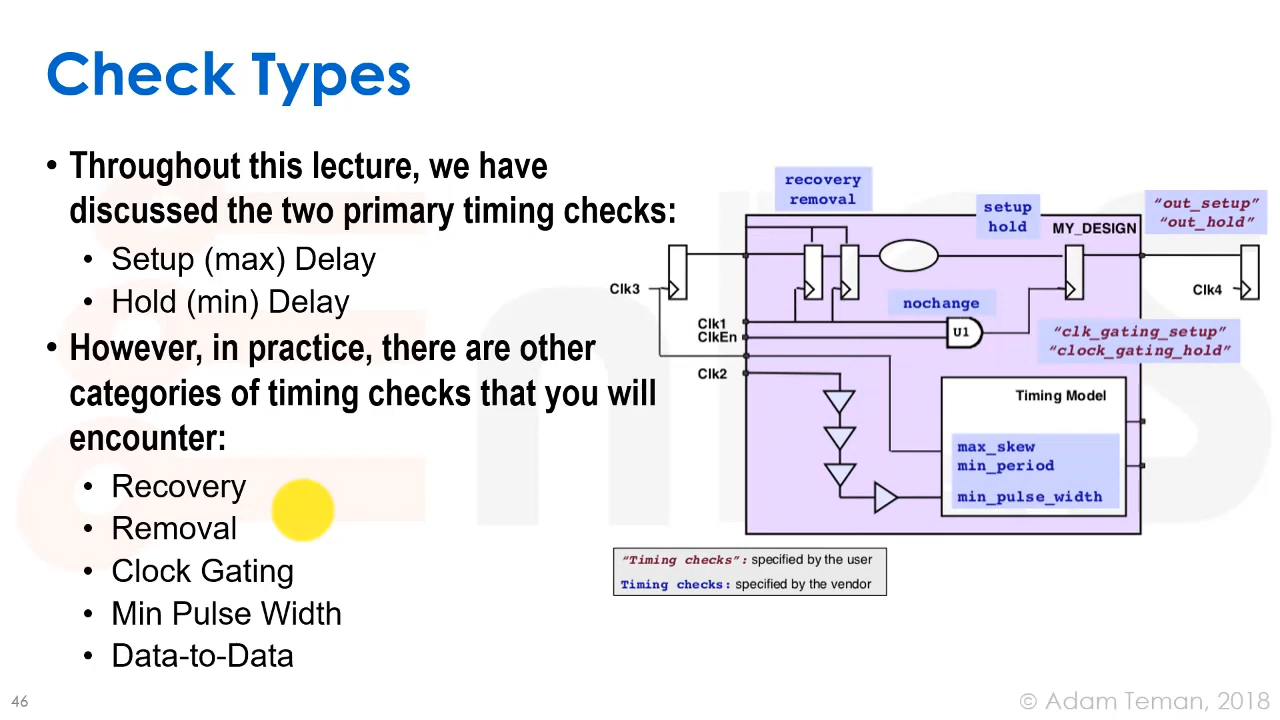 Check Types
• Throughout this lecture, we have
discussed the two primary timing checks:
• Setup (max) Delay
• Hold (min) Delay
• However, in practice, there are other
categories of timing checks that you will
encounter:
• Recovery
• Removal
• Clock Gating
• Min Pulse Width
• Data-to-Data
recovery
removal
setup
hold
MY_DESIGN
“out_setup”
“out_hold”
Clk3
Clk4
nochange
Clk1
ClkEn
U1
“clk_gating_setup”
“clock_gating_hold”
Clk2
Timing Model
max_skew
min_period
min_pulse_width
“Timing checks”: specified by the user
Timing checks: specified by the vendor
46
© Adam Teman, 2018